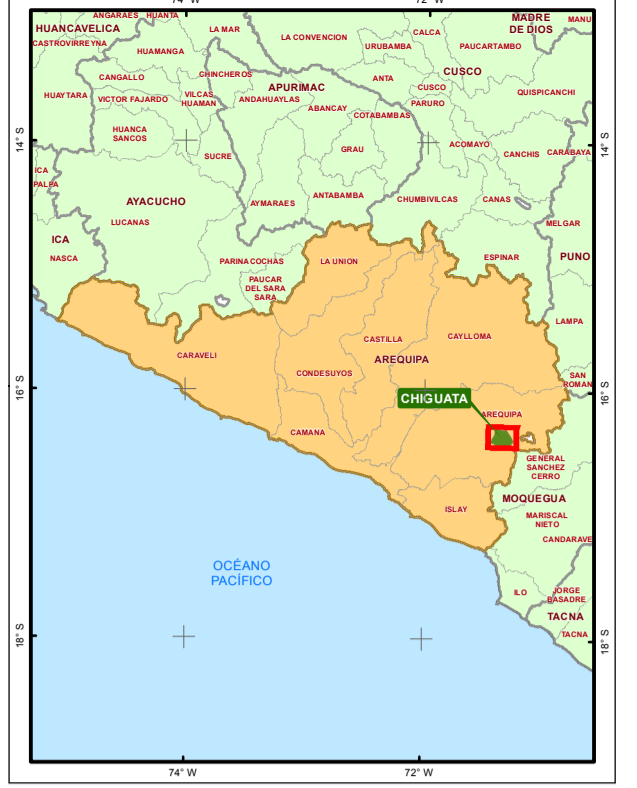 74° W
72° W
ANGARAES
HUANTA
MADRE
DE DIOS
MANU
HUANCAVELICA
LA MAR
CALCA
LA CONVENCION
CASTROVIRREYNA
HUAMANGA
URUBAMBA
PAUCARTAMBO
CANGALLO
CHINCHEROS
ANTA
CUSCO
APURIMAC
CUSCO
QUISPICANCHI
HUAYTARA
VICTOR FAJARDO
VILCAS
HUAMAN
ANDAHUAYLAS
ABANCAY
PARURO
COTABAMBAS
HUANCA
SANCOS
14° S
14° S
GRAU
ACOMAYO
CANCHIS
CARABAYA
SUCRE
ICA
PALPA
ANTABAMBA
CHUMBIVILCAS
CANAS
AYACUCHO
AYMARAES
LUCANAS
MELGAR
ICA
NASCA
PARINACOCHAS
LA UNION
ESPINAR
PUNO
PAUCAR
DEL SARA
SARA
LAMPA
CASTILLA
CAYLLOMA
CARAVELI
AREQUIPA
CONDESUYOS
SAN
ROMAN
16° S
16° S
CHIGUATA
AREQUIPA
CAMANA
GENERAL
SANCHEZ
CERRO
MOQUEGUA
ISLAY
MARISCAL
NIETO
CANDARAVE
OCÉANO
PACÍFICO
ILO
JORGE
BASADRE
TACNA
TACNA
18° S
18° S
74° W
72° W